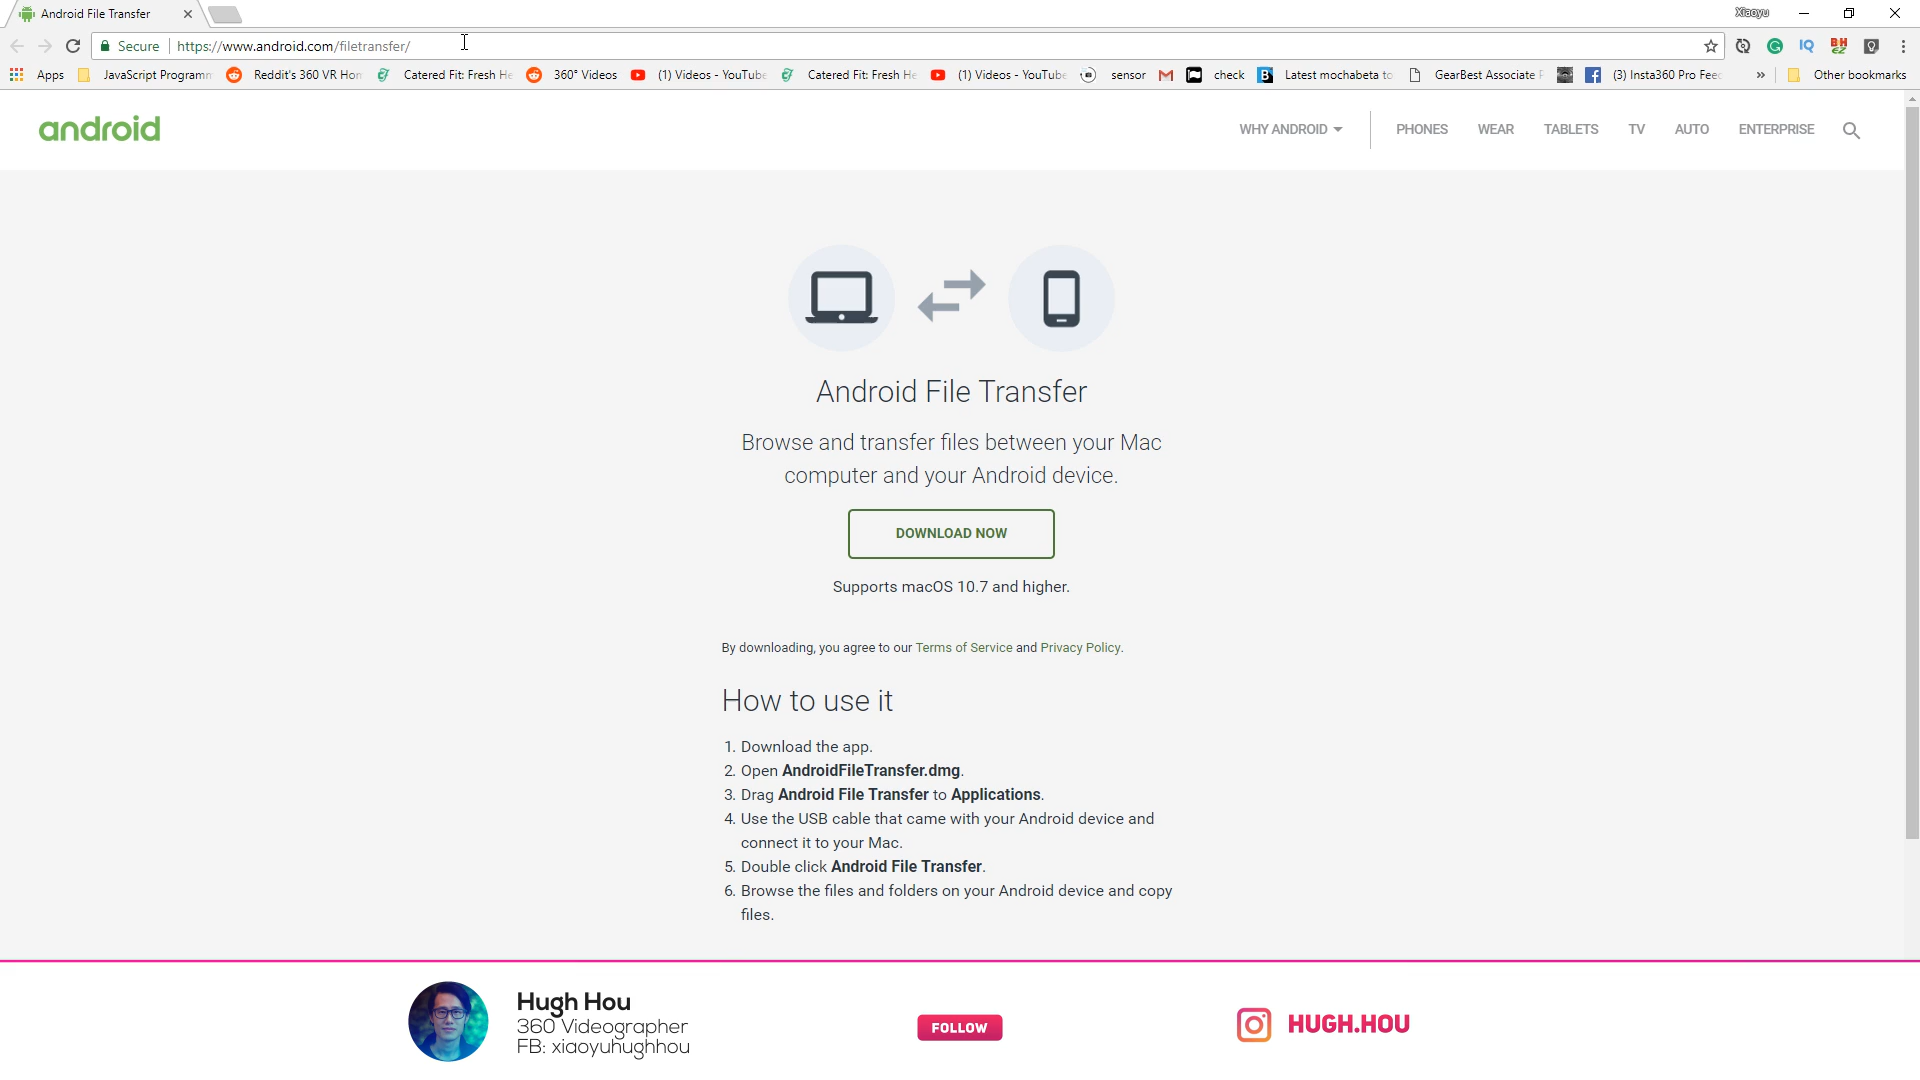 Android File Transfer
Xiaoyu
Secure https://www.android.com/filetransfer/
Apps JavaScript Programm Reddit's 360 VR Hom Catered Fit: Fresh He 360° Videos (1) Videos - YouTube Catered Fit: Fresh He (1) Videos - YouTube sensor check Latest mochabeta to GearBest Associate P (3) Insta360 Pro Feed » Other bookmarks
android WHY ANDROID PHONES WEAR TABLETS TV AUTO ENTERPRISE
Android File Transfer
Browse and transfer files between your Mac
computer and your Android device.
DOWNLOAD NOW
Supports macOS 10.7 and higher.
By downloading, you agree to our Terms of Service and Privacy Policy.
How to use it
1. Download the app.
2. Open AndroidFileTransfer.dmg.
3. Drag Android File Transfer to Applications.
4. Use the USB cable that came with your Android device and
connect it to your Mac.
5. Double click Android File Transfer.
6. Browse the files and folders on your Android device and copy
files.
Hugh Hou
360 Videographer
FB: xiaoyuhughhou
FOLLOW
HUGH.HOU